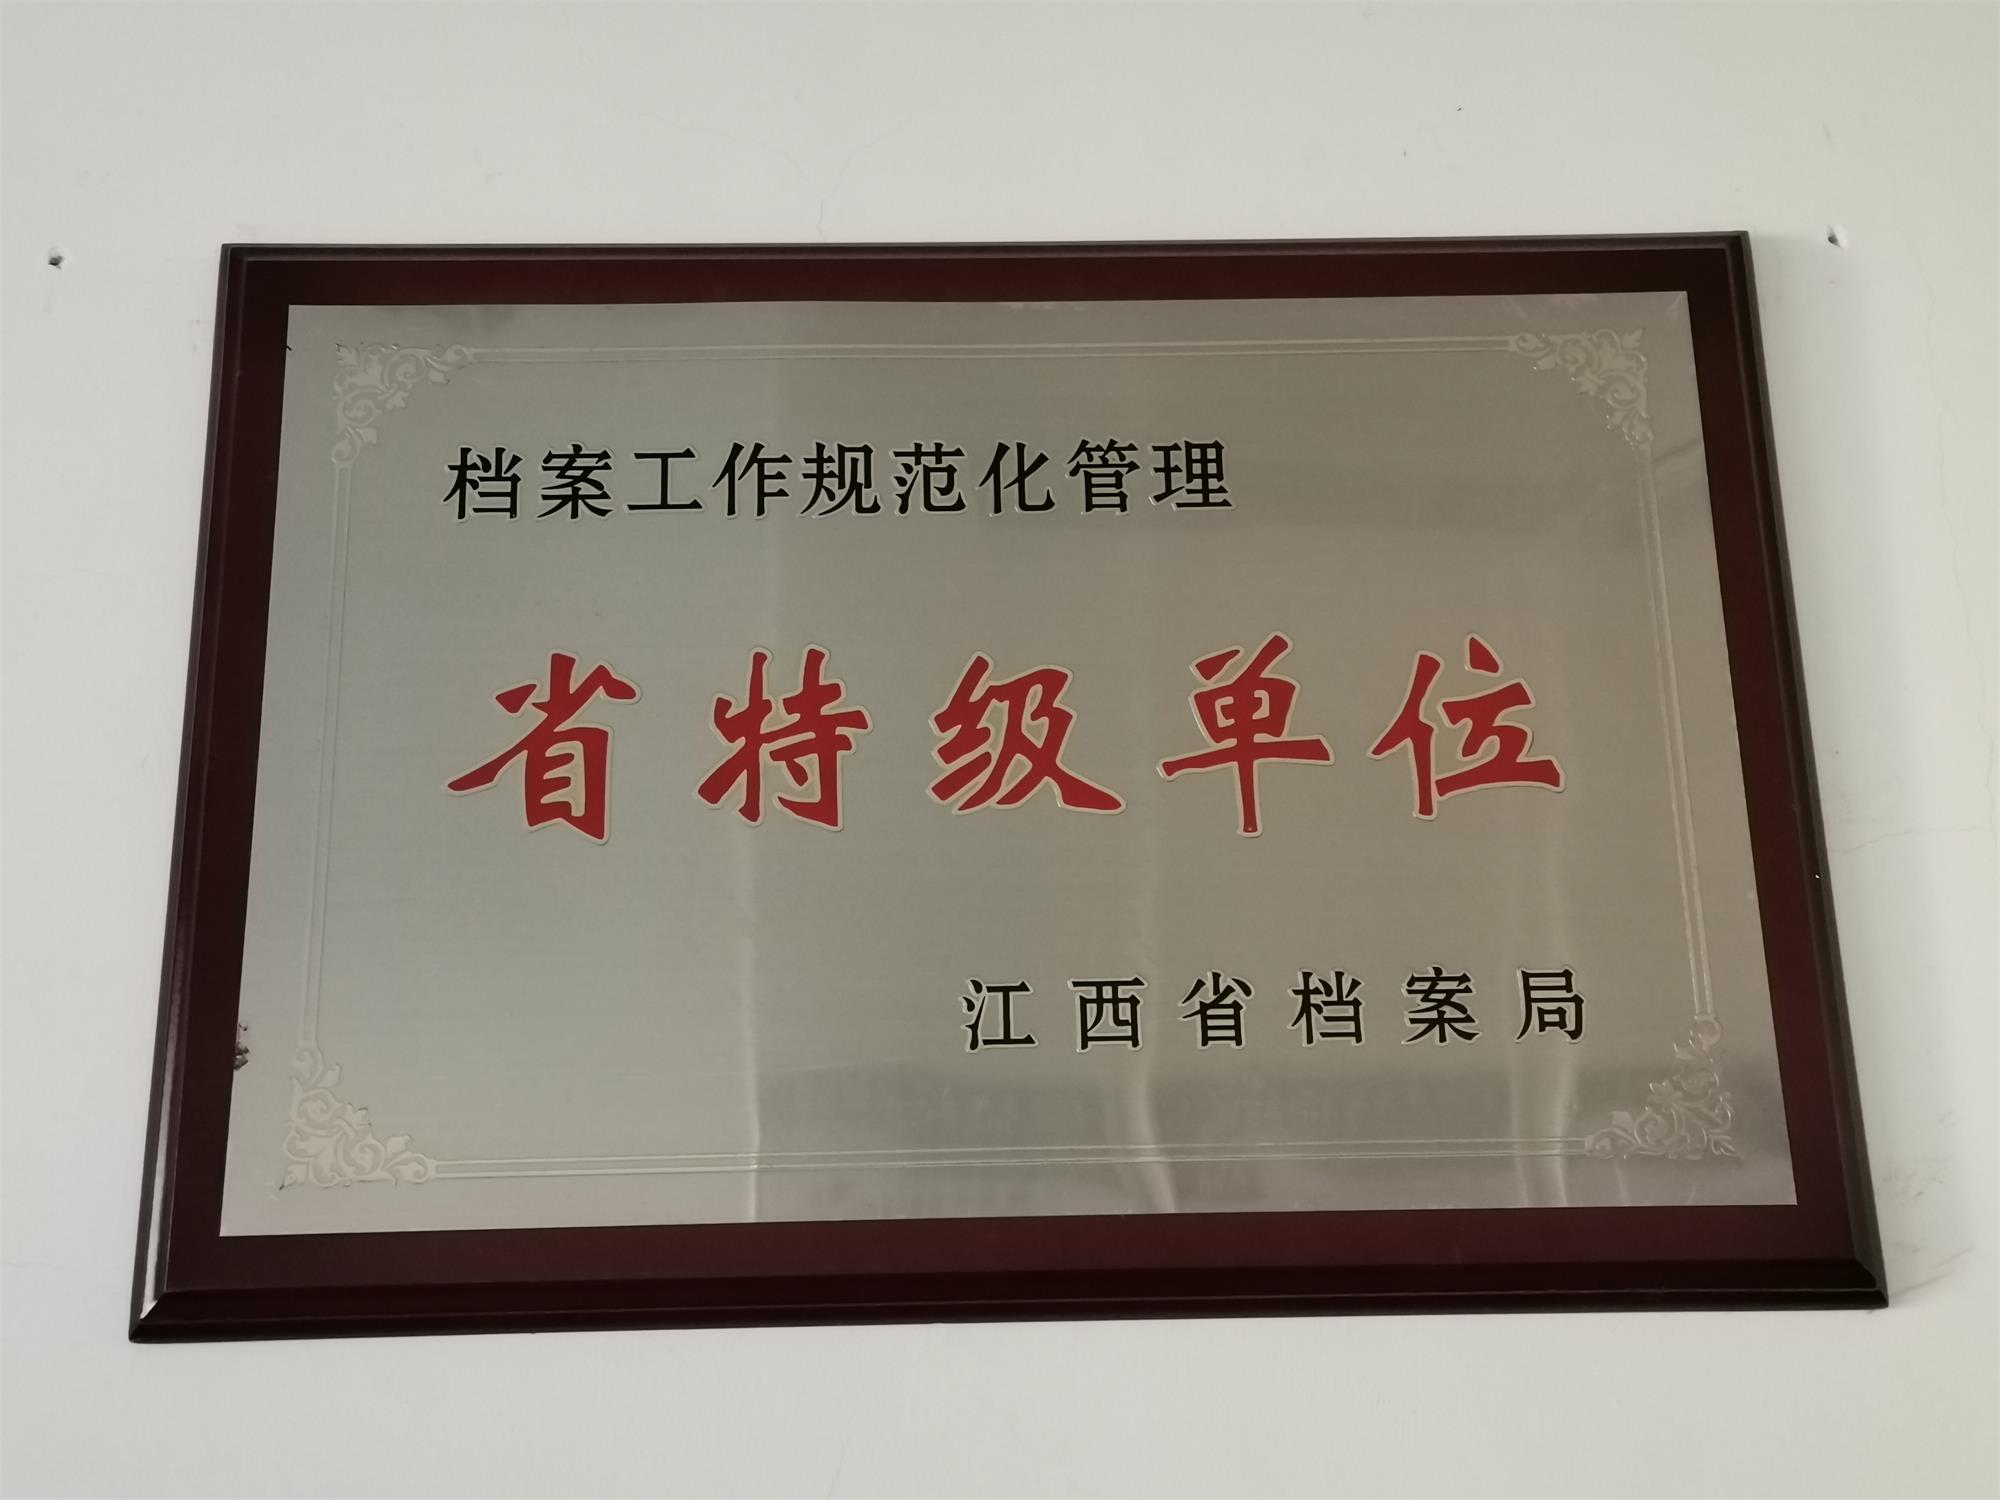 档案工作规范化管理
省特级单位
江西省档案局